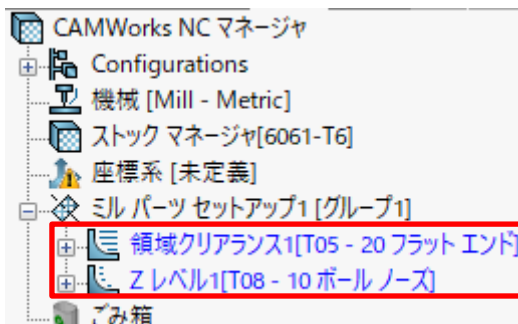 CAMWorks NC マネージャ
Configurations
機械 [Mill - Metric]
ストック マネージャ[6061-T6]
座標系 [未定義]
ミル パーツ セットアップ1 [グループ1]
領域クリアランス1[T05 - 20 フラット エンド]
Z レベル1[T08 - 10 ボール ノーズ]
ごみ箱